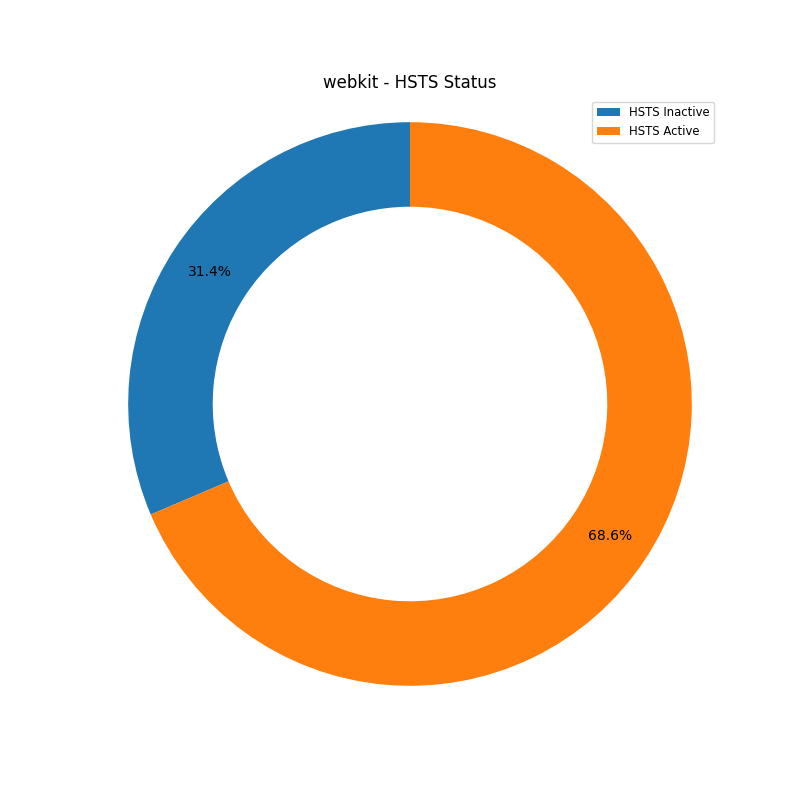 webkit - HSTS Status
HSTS Inactive
HSTS Active
31.4%
68.6%